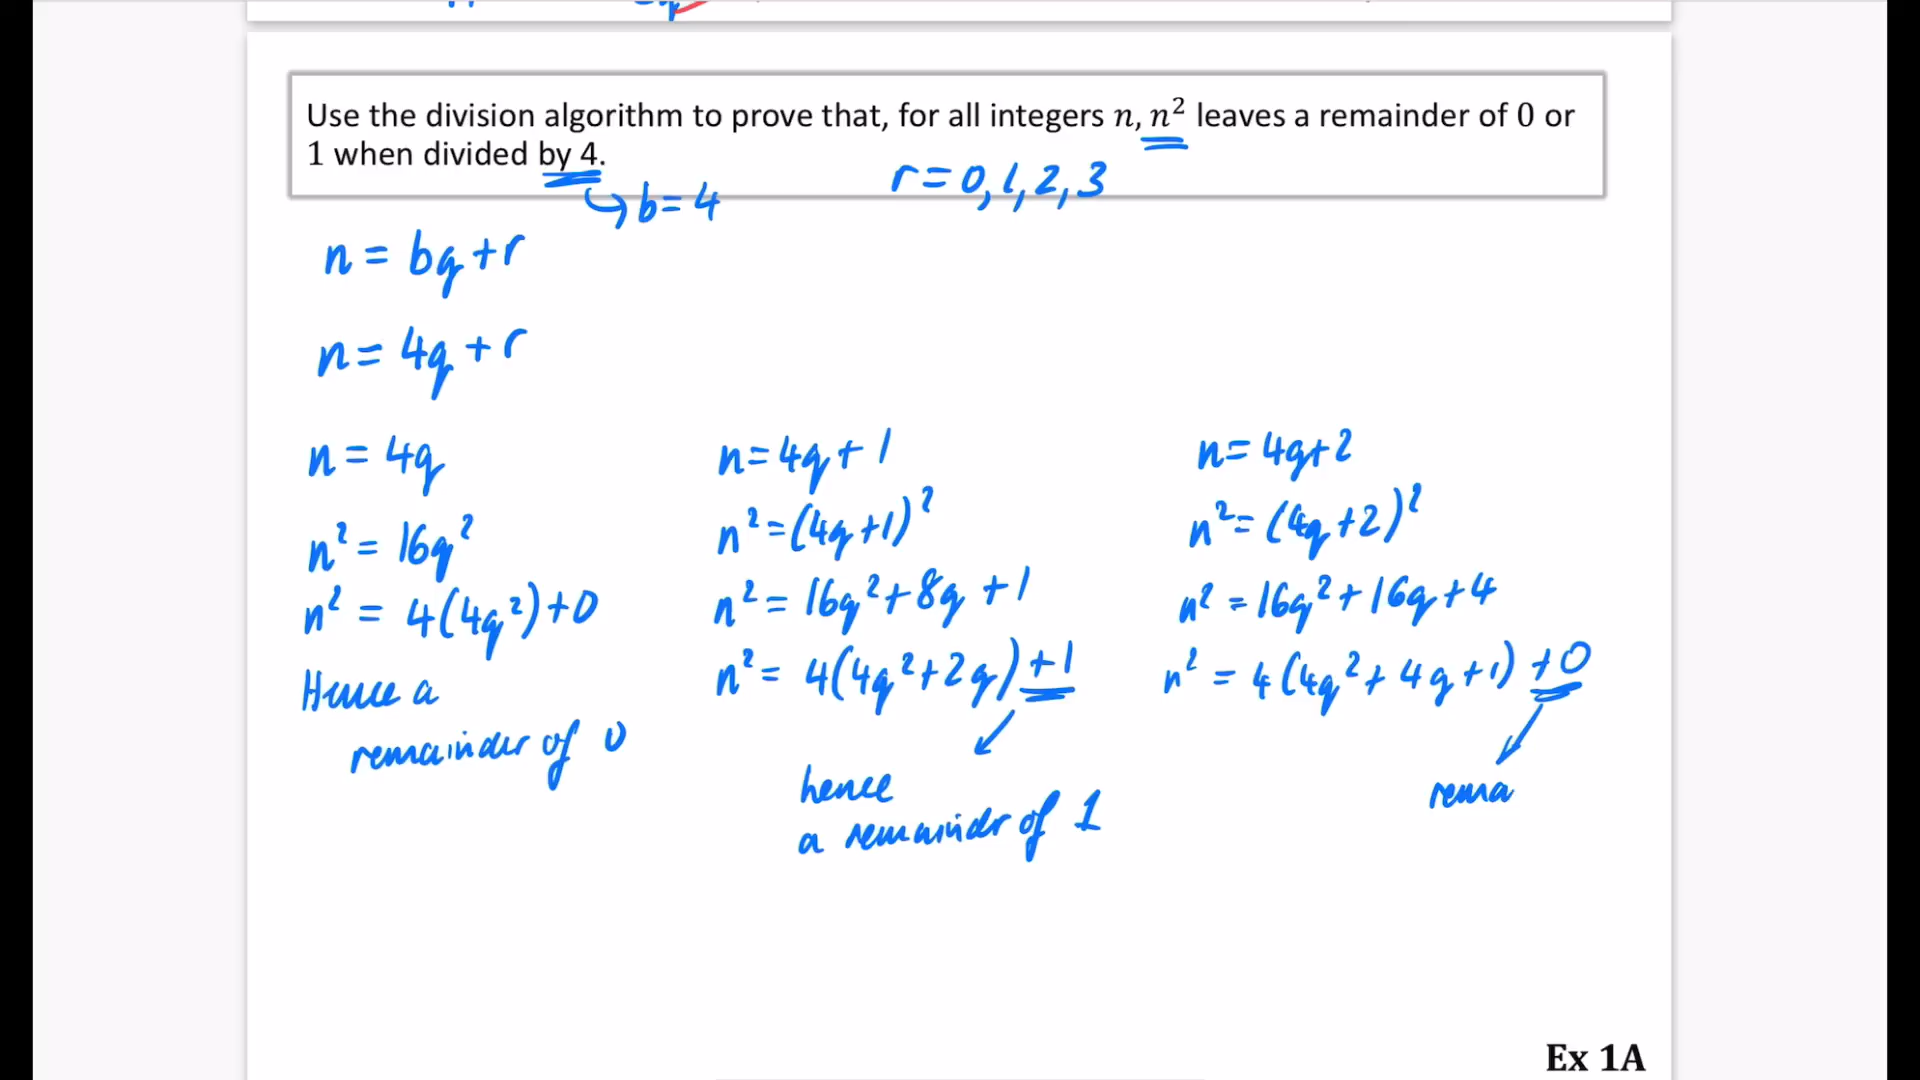 Use the division algorithm to prove that, for all integers n, n² leaves a remainder of 0 or
1 when divided by 4.
r = 0, 1, 2, 3
b = 4
n = bq + r
n = 4q + r
n = 4q
n² = 16q²
n² = 4(4q²) + 0
Hence a
remainder of 0
n = 4q + 1
n² = (4q + 1)²
n² = 16q² + 8q + 1
n² = 4(4q² + 2q) + 1
hence
a remainder of 1
n = 4q + 2
n² = (4q + 2)²
n² = 16q² + 16q + 4
n² = 4(4q² + 4q + 1) + 0
rema
Ex 1A